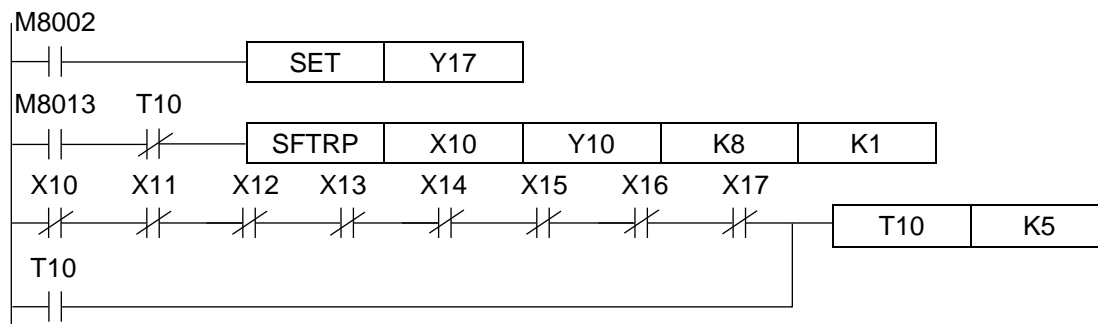 M8002
SET Y17
M8013 T10
SFTRP X10 Y10 K8 K1
X10 X11 X12 X13 X14 X15 X16 X17
T10 K5
T10